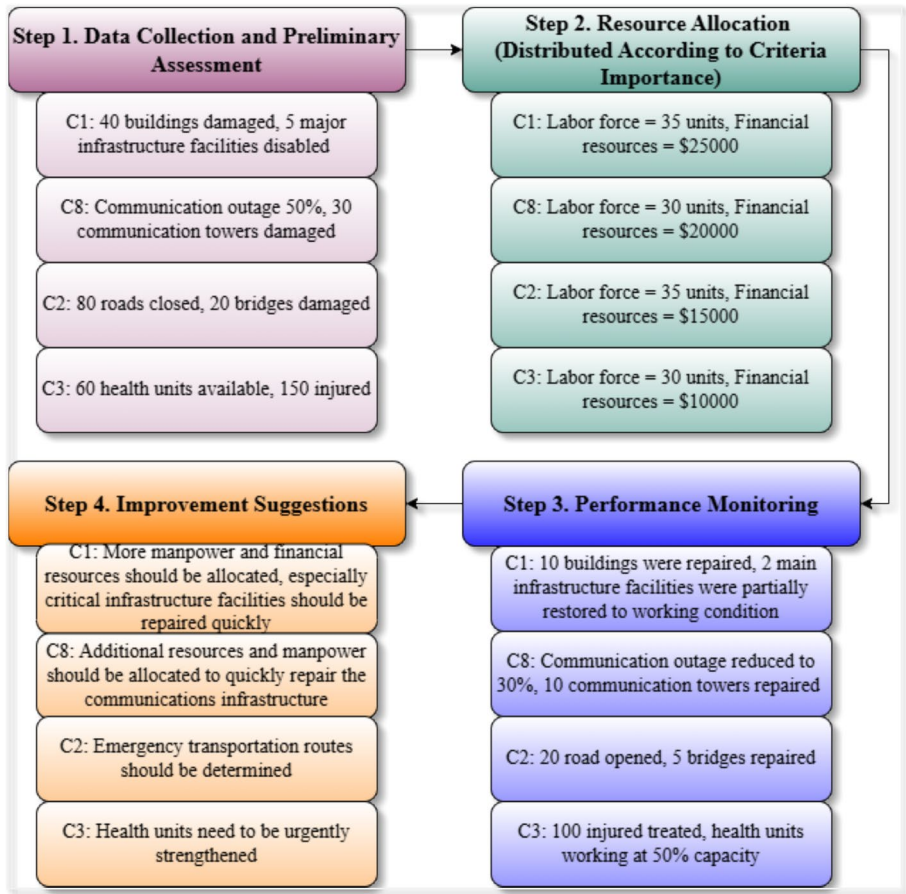 Step 1. Data Collection and Preliminary
Assessment
C1: 40 buildings damaged, 5 major
infrastructure facilities disabled
C8: Communication outage 50%, 30
communication towers damaged
C2: 80 roads closed, 20 bridges damaged
C3: 60 health units available, 150 injured
Step 2. Resource Allocation
(Distributed According to Criteria
Importance)
C1: Labor force = 35 units, Financial
resources = $25000
C8: Labor force = 30 units, Financial
resources = $20000
C2: Labor force = 35 units, Financial
resources = $15000
C3: Labor force = 30 units, Financial
resources = $10000
Step 3. Performance Monitoring
C1: 10 buildings were repaired, 2 main
infrastructure facilities were partially
restored to working condition
C8: Communication outage reduced to
30%, 10 communication towers repaired
C2: 20 road opened, 5 bridges repaired
C3: 100 injured treated, health units
working at 50% capacity
Step 4. Improvement Suggestions
C1: More manpower and financial
resources should be allocated, especially
critical infrastructure facilities should be
repaired quickly
C8: Additional resources and manpower
should be allocated to quickly repair the
communications infrastructure
C2: Emergency transportation routes
should be determined
C3: Health units need to be urgently
strengthened